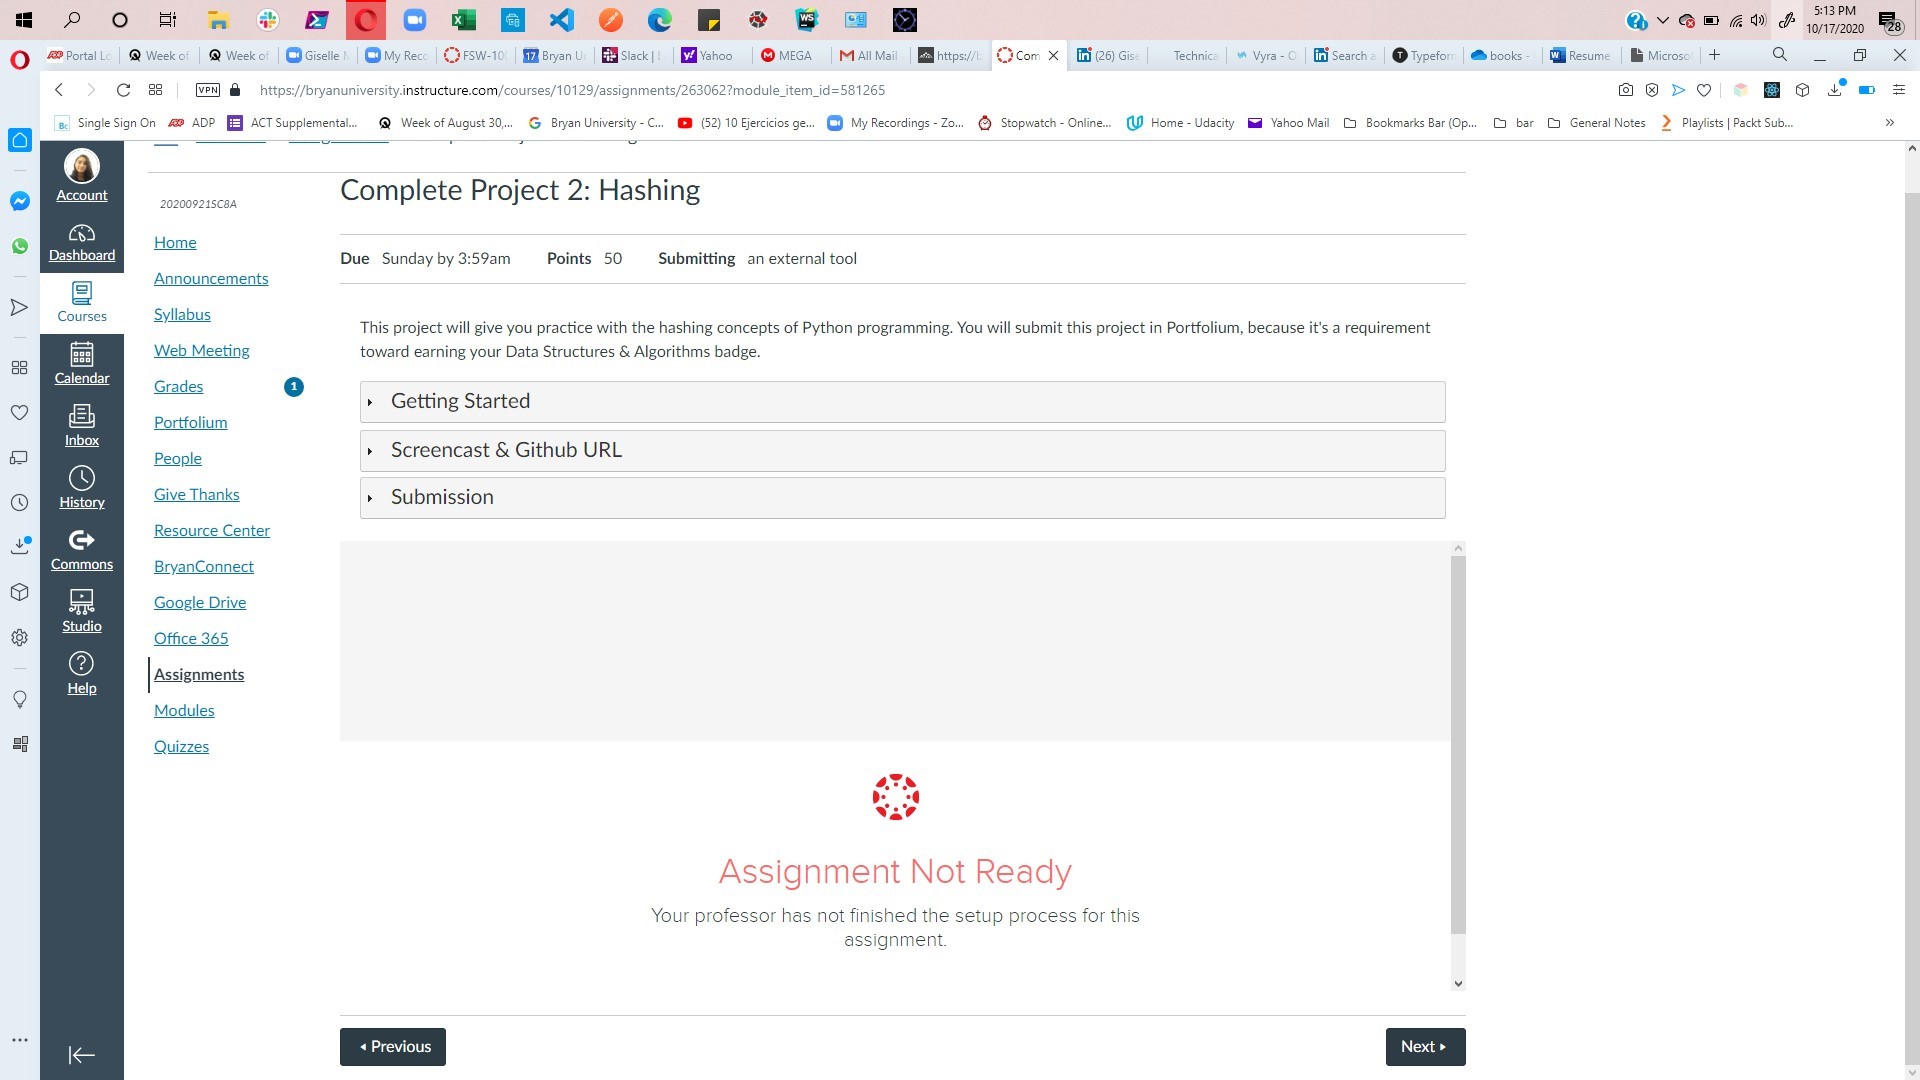 5:13 PM
10/17/2020
28
Portal Lo
Week of
Week of
Giselle
My Reco
FSW-10
Bryan U
Slack |
Yahoo
MEGA
All Mail
https://b
Com
(26) Gise
Technica
Vyra - O
Search a
Typeform
books -
Resume
Microso
VPN
https://bryanuniversity.instructure.com/courses/10129/assignments/263062?module_item_id=581265
Single Sign On
ADP
ACT Supplemental...
Week of August 30,...
Bryan University - C...
(52) 10 Ejercicios ge...
My Recordings - Zo...
Stopwatch - Online...
Home - Udacity
Yahoo Mail
Bookmarks Bar (Op...
bar
General Notes
Playlists | Packt Sub...
Account
Dashboard
Courses
Calendar
Inbox
History
Commons
Studio
Help
20200921SC8A
Home
Announcements
Syllabus
Web Meeting
Grades 1
Portfolium
People
Give Thanks
Resource Center
BryanConnect
Google Drive
Office 365
Assignments
Modules
Quizzes
Complete Project 2: Hashing
Due Sunday by 3:59am Points 50 Submitting an external tool
This project will give you practice with the hashing concepts of Python programming. You will submit this project in Portfolium, because it's a requirement
toward earning your Data Structures & Algorithms badge.
Getting Started
Screencast & Github URL
Submission
Assignment Not Ready
Your professor has not finished the setup process for this
assignment.
Previous
Next